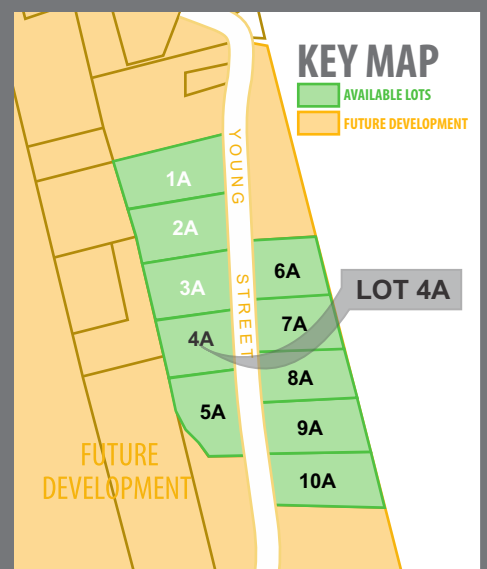 KEY MAP
AVAILABLE LOTS
FUTURE DEVELOPMENT
YOUNG STREET
1A
2A
3A
4A
5A
6A
7A
8A
9A
10A
LOT 4A
FUTURE
DEVELOPMENT